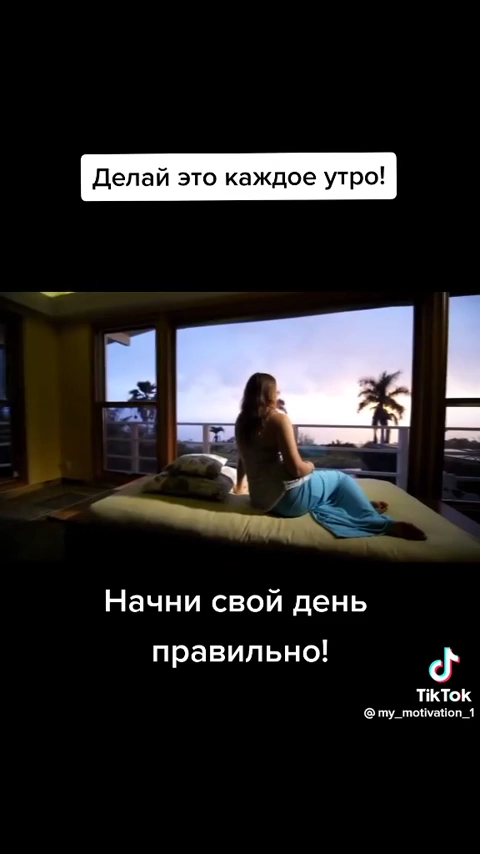 Делай это каждое утро!
Начни свой день
правильно!
TikTok
@my_motivation_1